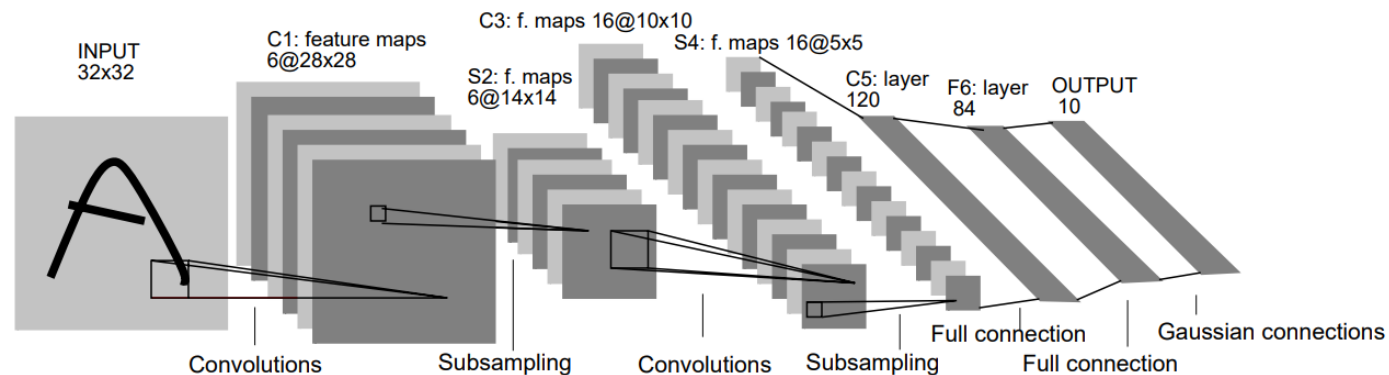 INPUT
32x32
C1: feature maps
6@28x28
S2: f. maps
6@14x14
C3: f. maps 16@10x10
S4: f. maps 16@5x5
C5: layer
120
F6: layer
84
OUTPUT
10
Convolutions
Subsampling
Convolutions
Subsampling
Full connection
Full connection
Gaussian connections
A